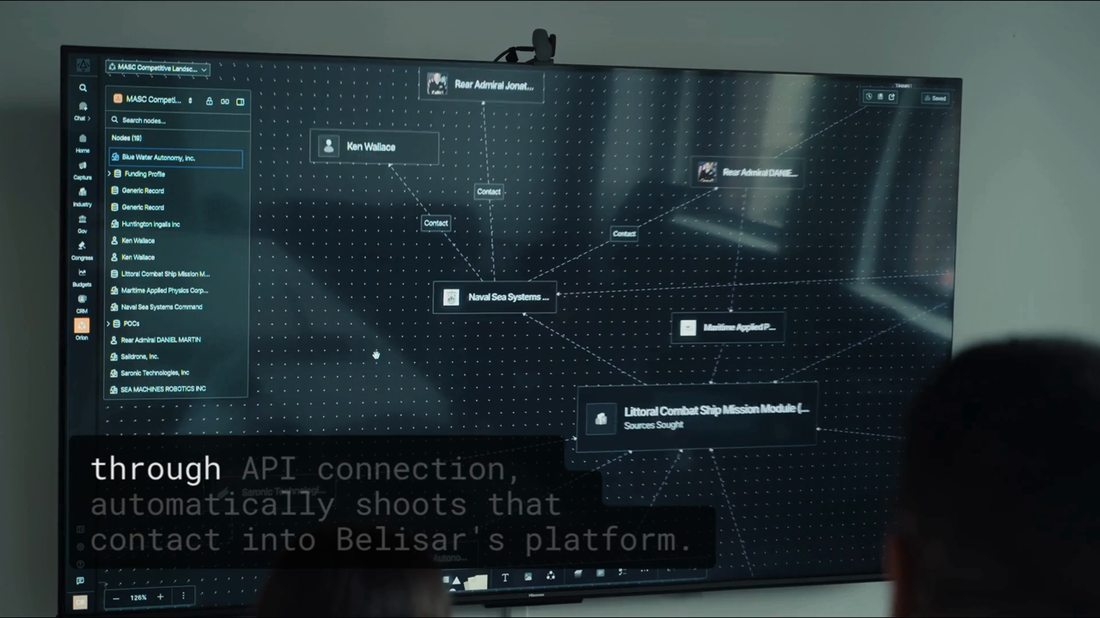 MASC Competitive Landsc...
MASC Competi...
Search nodes...
Nodes (19)
Blue Water Autonomy, Inc.
Funding Profile
Generic Record
Generic Record
Huntington Ingalls Inc
Ken Wallace
Ken Wallace
Littoral Combat Ship Mission M...
Maritime Applied Physics Corp...
Naval Sea Systems Command
POCs
Rear Admiral DANIEL MARTIN
Saildrone, Inc.
Saronic Technologies, Inc
SEA MACHINES ROBOTICS INC
Chat
Home
Capture
Industry
Gov
Congress
Budgets
CRM
Orion
Rear Admiral Jonat...
Ken Wallace
Saved
Rear Admiral DANIE...
Contact
Contact
Contact
Naval Sea Systems ...
Maritime Applied P...
Littoral Combat Ship Mission Module (...
Sources Sought
Saronic Technologi...
through API connection,
automatically shoots that
contact into Belisar's platform.
T
126%
Hisense